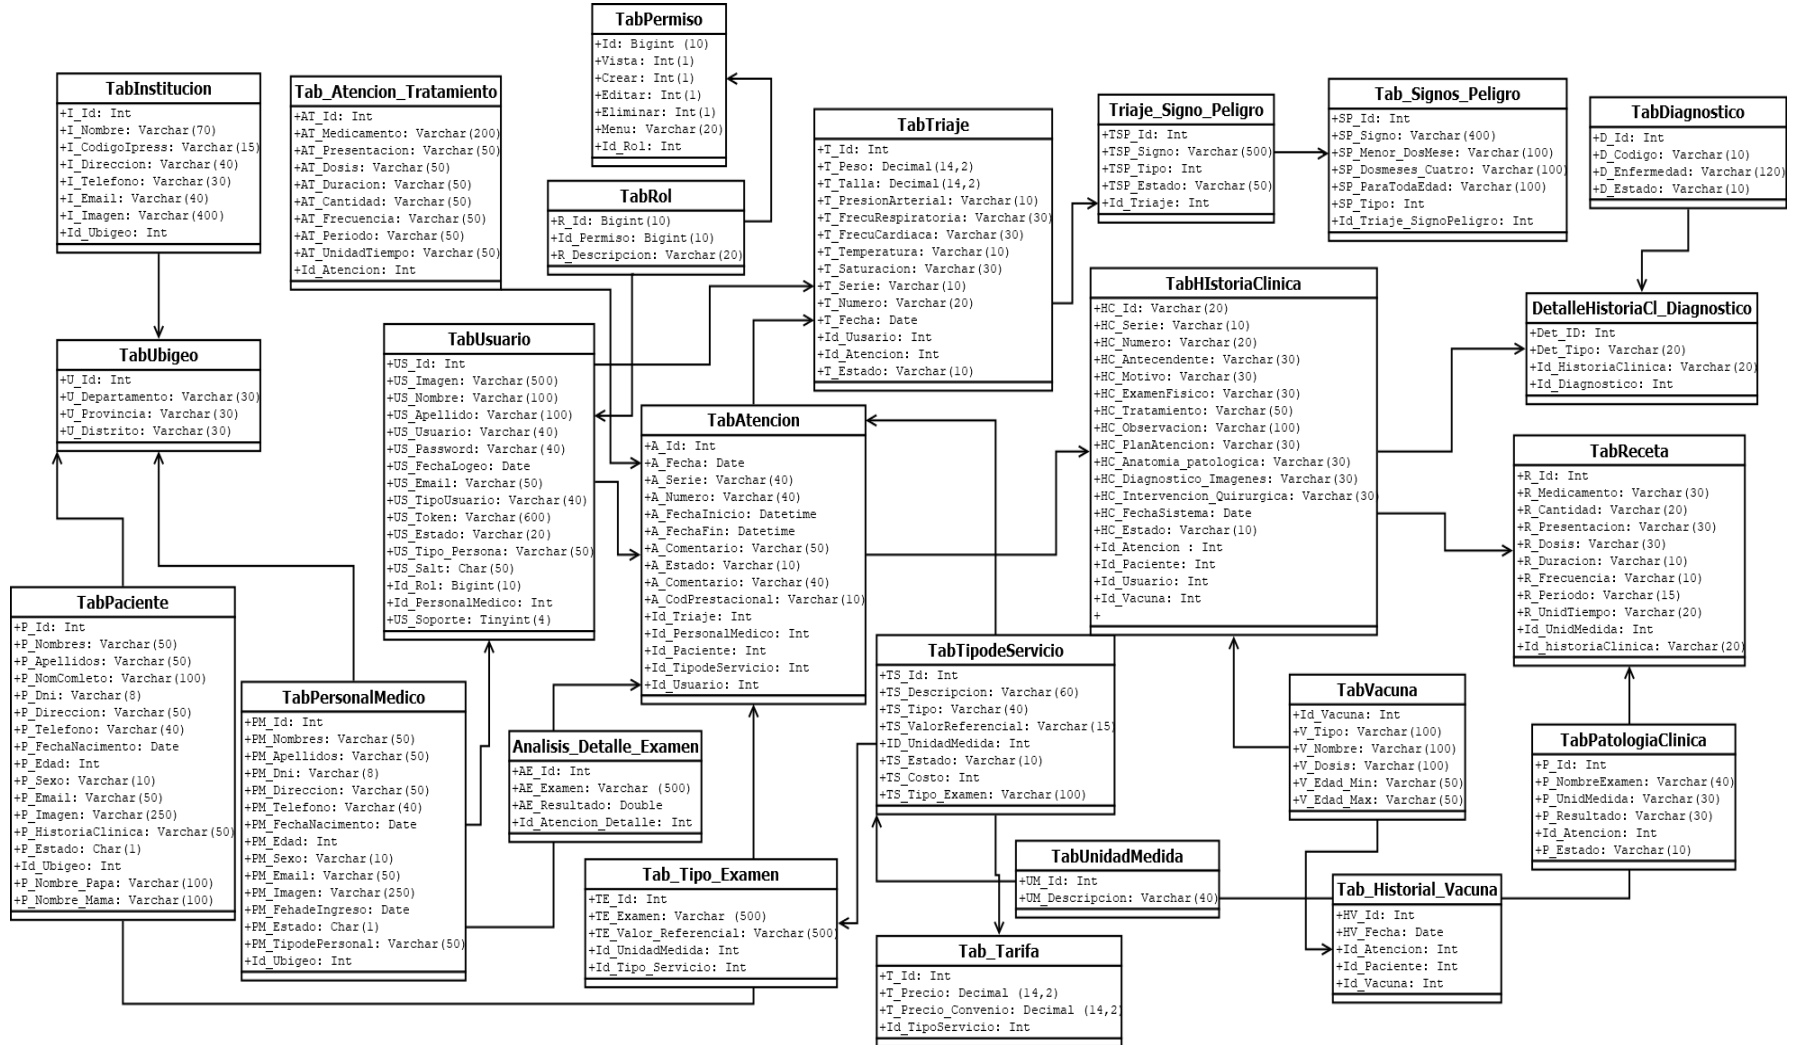 TabPermiso
+Id: Bigint (10)
+Vista: Int(1)
+Crear: Int(1)
+Editar: Int(1)
+Eliminar: Int(1)
+Menu: Varchar(20)
+Id_Rol: Int
TabInstitucion
+I_Id: Int
+I_Nombre: Varchar(70)
+I_CodigoIpress: Varchar(15)
+I_Direccion: Varchar(40)
+I_Telefono: Varchar(30)
+I_Email: Varchar(40)
+I_Imagen: Varchar(400)
+Id_Ubigeo: Int
Tab_Atencion_Tratamiento
+AT_Id: Int
+AT_Medicamento: Varchar(200)
+AT_Presentacion: Varchar(50)
+AT_Dosis: Varchar(50)
+AT_Duracion: Varchar(50)
+AT_Cantidad: Varchar(50)
+AT_Frecuencia: Varchar(50)
+AT_Periodo: Varchar(50)
+AT_UnidadTiempo: Varchar(50)
+Id_Atencion: Int
TabRol
+R_Id: Bigint(10)
+Id_Permiso: Bigint(10)
+R_Descripcion: Varchar(20)
TabTriaje
+T_Id: Int
+T_Peso: Decimal(14,2)
+T_Talla: Decimal(14,2)
+T_PresionArterial: Varchar(10)
+T_FrecuRespiratoria: Varchar(30)
+T_FrecuCardiaca: Varchar(30)
+T_Temperatura: Varchar(10)
+T_Saturacion: Varchar(30)
+T_Serie: Varchar(10)
+T_Numero: Varchar(20)
+T_Fecha: Date
+Id_Uusario: Int
+Id_Atencion: Int
+T_Estado: Varchar(10)
Triaje_Signo_Peligro
+TSP_Id: Int
+TSP_Signo: Varchar(500)
+TSP_Tipo: Int
+TSP_Estado: Varchar(50)
+Id_Triaje: Int
Tab_Signos_Peligro
+SP_Id: Int
+SP_Signo: Varchar(400)
+SP_Menor_DosMese: Varchar(100)
+SP_Dosmeses_Cuatro: Varchar(100)
+SP_ParaTodaEdad: Varchar(100)
+SP_Tipo: Int
+Id_Triaje_SignoPeligro: Int
TabDiagnostico
+D_Id: Int
+D_Codigo: Varchar(10)
+D_Enfermedad: Varchar(120)
+D_Estado: Varchar(10)
TabUbigeo
+U_Id: Int
+U_Departamento: Varchar(30)
+U_Provincia: Varchar(30)
+U_Distrito: Varchar(30)
TabUsuario
+US_Id: Int
+US_Imagen: Varchar(500)
+US_Nombre: Varchar(100)
+US_Apellido: Varchar(100)
+US_Usuario: Varchar(40)
+US_Password: Varchar(40)
+US_FechaLogeo: Date
+US_Email: Varchar(50)
+US_TipoUsuario: Varchar(40)
+US_Token: Varchar(600)
+US_Estado: Varchar(20)
+US_Tipo_Persona: Varchar(50)
+US_Salt: Char(50)
+Id_Rol: Bigint(10)
+Id_PersonalMedico: Int
+US_Soporte: Tinyint(4)
TabAtencion
+A_Id: Int
+A_Fecha: Date
+A_Serie: Varchar(40)
+A_Numero: Varchar(40)
+A_FechaInicio: Datetime
+A_FechaFin: Datetime
+A_Comentario: Varchar(50)
+A_Estado: Varchar(10)
+A_Comentario: Varchar(40)
+A_CodPrestacional: Varchar(10)
+Id_Triaje: Int
+Id_PersonalMedico: Int
+Id_Paciente: Int
+Id_TipodeServicio: Int
+Id_Usuario: Int
TabHIstoriaClinica
+HC_Id: Varchar(20)
+HC_Serie: Varchar(10)
+HC_Numero: Varchar(20)
+HC_Antecendente: Varchar(30)
+HC_Motivo: Varchar(30)
+HC_ExamenFisico: Varchar(30)
+HC_Tratamiento: Varchar(50)
+HC_Observacion: Varchar(100)
+HC_PlanAtencion: Varchar(30)
+HC_Anatomia_patologica: Varchar(30)
+HC_Diagnostico_Imagenes: Varchar(30)
+HC_Intervencion_Quirurgica: Varchar(30)
+HC_FechaSistema: Date
+HC_Estado: Varchar(10)
+Id_Atencion : Int
+Id_Paciente: Int
+Id_Usuario: Int
+Id_Vacuna: Int
+
DetalleHistoriaCl_Diagnostico
+Det_ID: Int
+Det_Tipo: Varchar(20)
+Id_HistoriaClinica: Varchar(20)
+Id_Diagnostico: Int
TabReceta
+R_Id: Int
+R_Medicamento: Varchar(30)
+R_Cantidad: Varchar(20)
+R_Presentacion: Varchar(30)
+R_Dosis: Varchar(30)
+R_Duracion: Varchar(10)
+R_Frecuencia: Varchar(10)
+R_Periodo: Varchar(15)
+R_UnidTiempo: Varchar(20)
+Id_UnidMedida: Int
+Id_historiaClinica: Varchar(20)
TabPaciente
+P_Id: Int
+P_Nombres: Varchar(50)
+P_Apellidos: Varchar(50)
+P_NomComleto: Varchar(100)
+P_Dni: Varchar(8)
+P_Direccion: Varchar(50)
+P_Telefono: Varchar(40)
+P_FechaNacimento: Date
+P_Edad: Int
+P_Sexo: Varchar(10)
+P_Email: Varchar(50)
+P_Imagen: Varchar(250)
+P_HistoriaClinica: Varchar(50)
+P_Estado: Char(1)
+Id_Ubigeo: Int
+P_Nombre_Papa: Varchar(100)
+P_Nombre_Mama: Varchar(100)
TabPersonalMedico
+PM_Id: Int
+PM_Nombres: Varchar(50)
+PM_Apellidos: Varchar(50)
+PM_Dni: Varchar(8)
+PM_Direccion: Varchar(50)
+PM_Telefono: Varchar(40)
+PM_FechaNacimento: Date
+PM_Edad: Int
+PM_Sexo: Varchar(10)
+PM_Email: Varchar(50)
+PM_Imagen: Varchar(250)
+PM_FehadeIngreso: Date
+PM_Estado: Char(1)
+PM_TipodePersonal: Varchar(50)
+Id_Ubigeo: Int
Analisis_Detalle_Examen
+AE_Id: Int
+AE_Examen: Varchar (500)
+AE_Resultado: Double
+Id_Atencion_Detalle: Int
TabTipodeServicio
+TS_Id: Int
+TS_Descripcion: Varchar(60)
+TS_Tipo: Varchar(40)
+TS_ValorReferencial: Varchar(15)
+ID_UnidadMedida: Int
+TS_Estado: Varchar(10)
+TS_Costo: Int
+TS_Tipo_Examen: Varchar(100)
TabVacuna
+Id_Vacuna: Int
+V_Tipo: Varchar(100)
+V_Nombre: Varchar(100)
+V_Dosis: Varchar(100)
+V_Edad_Min: Varchar(50)
+V_Edad_Max: Varchar(50)
TabPatologiaClinica
+P_Id: Int
+P_NombreExamen: Varchar(40)
+P_UnidMedida: Varchar(30)
+P_Resultado: Varchar(30)
+Id_Atencion: Int
+P_Estado: Varchar(10)
Tab_Tipo_Examen
+TE_Id: Int
+TE_Examen: Varchar (500)
+TE_Valor_Referencial: Varchar(500)
+Id_UnidadMedida: Int
+Id_Tipo_Servicio: Int
TabUnidadMedida
+UM_Id: Int
+UM_Descripcion: Varchar(40)
Tab_Historial_Vacuna
+HV_Id: Int
+HV_Fecha: Date
+Id_Atencion: Int
+Id_Paciente: Int
+Id_Vacuna: Int
Tab_Tarifa
+T_Id: Int
+T_Precio: Decimal (14,2)
+T_Precio_Convenio: Decimal (14,2)
+Id_TipoServicio: Int